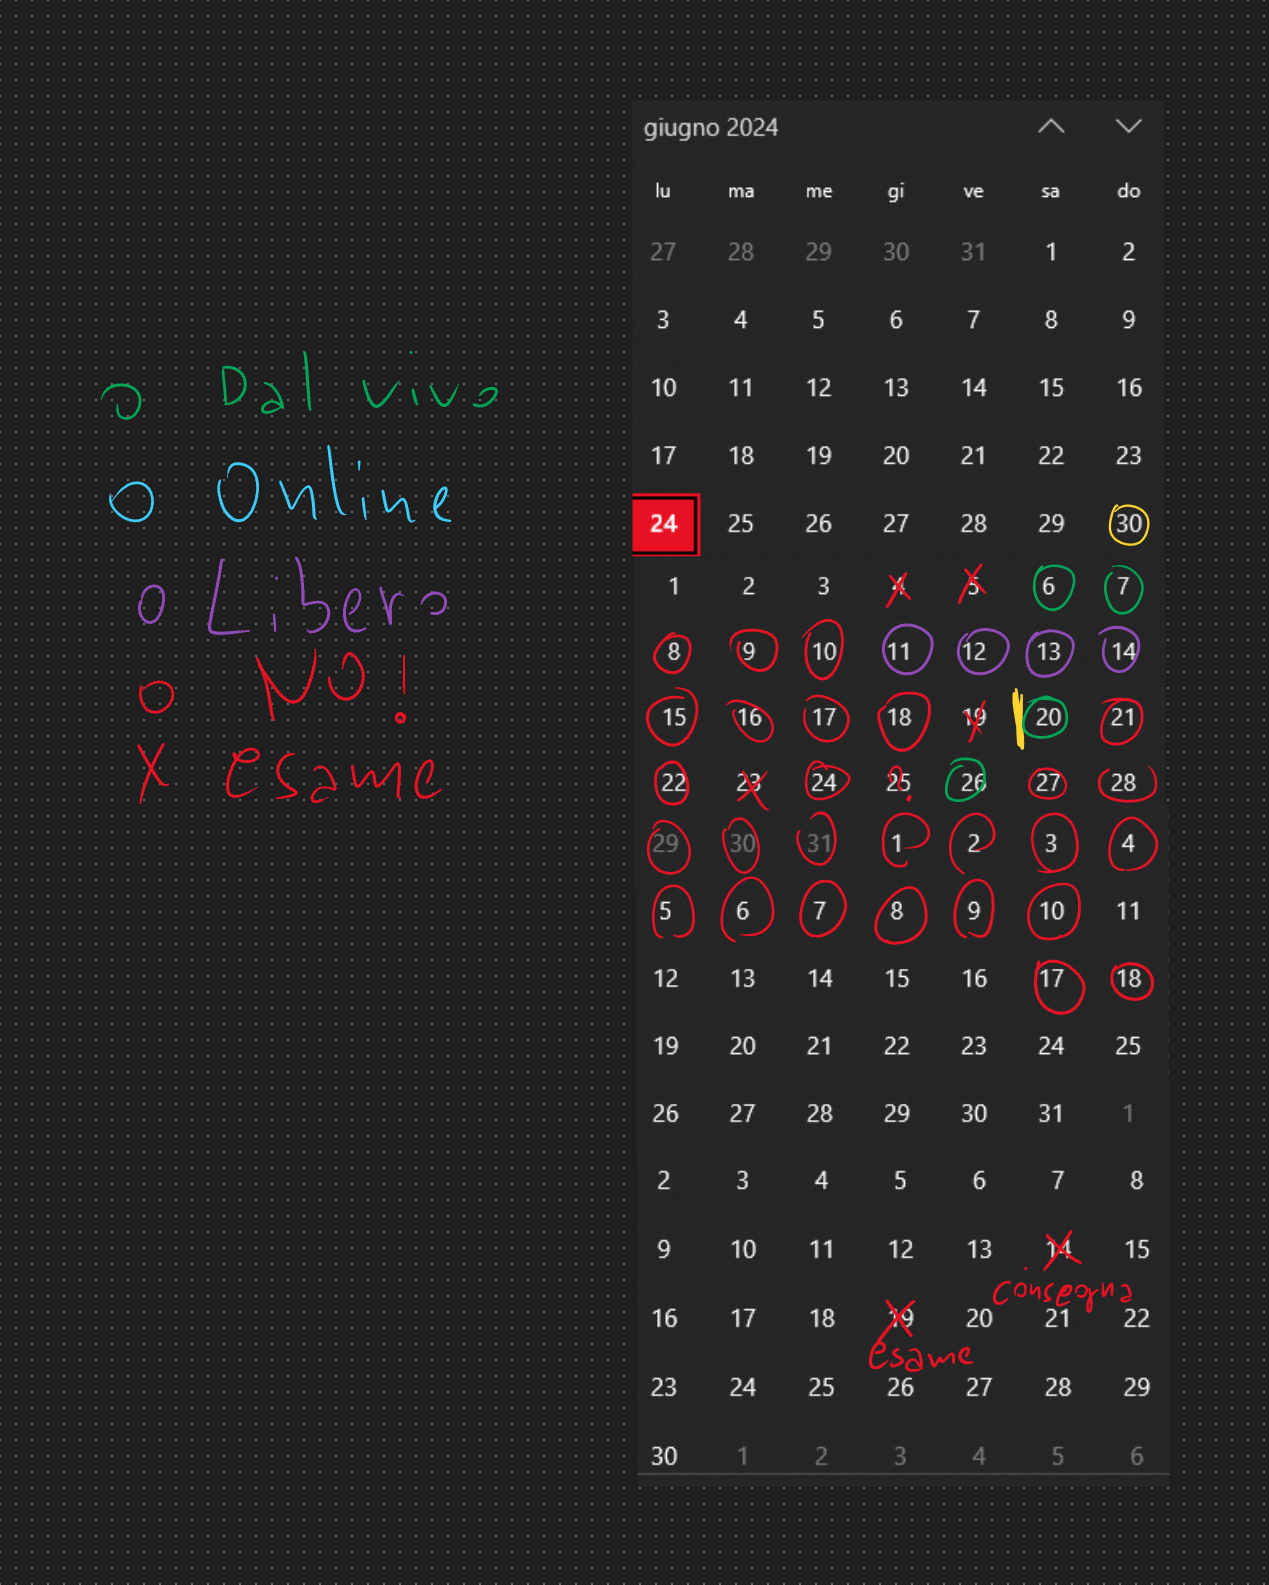 giugno 2024
lu ma me gi ve sa do
27 28 29 30 31 1 2
3 4 5 6 7 8 9
10 11 12 13 14 15 16
17 18 19 20 21 22 23
24 25 26 27 28 29 30
1 2 3 4 5 6 7
8 9 10 11 12 13 14
15 16 17 18 19 20 21
22 23 24 25 26 27 28
29 30 31 1 2 3 4
5 6 7 8 9 10 11
12 13 14 15 16 17 18
19 20 21 22 23 24 25
26 27 28 29 30 31 1
2 3 4 5 6 7 8
9 10 11 12 13 14 15
consegna
16 17 18 19 20 21 22
esame
23 24 25 26 27 28 29
30 1 2 3 4 5 6
Dal vivo
Online
Libero
NO!
X esame